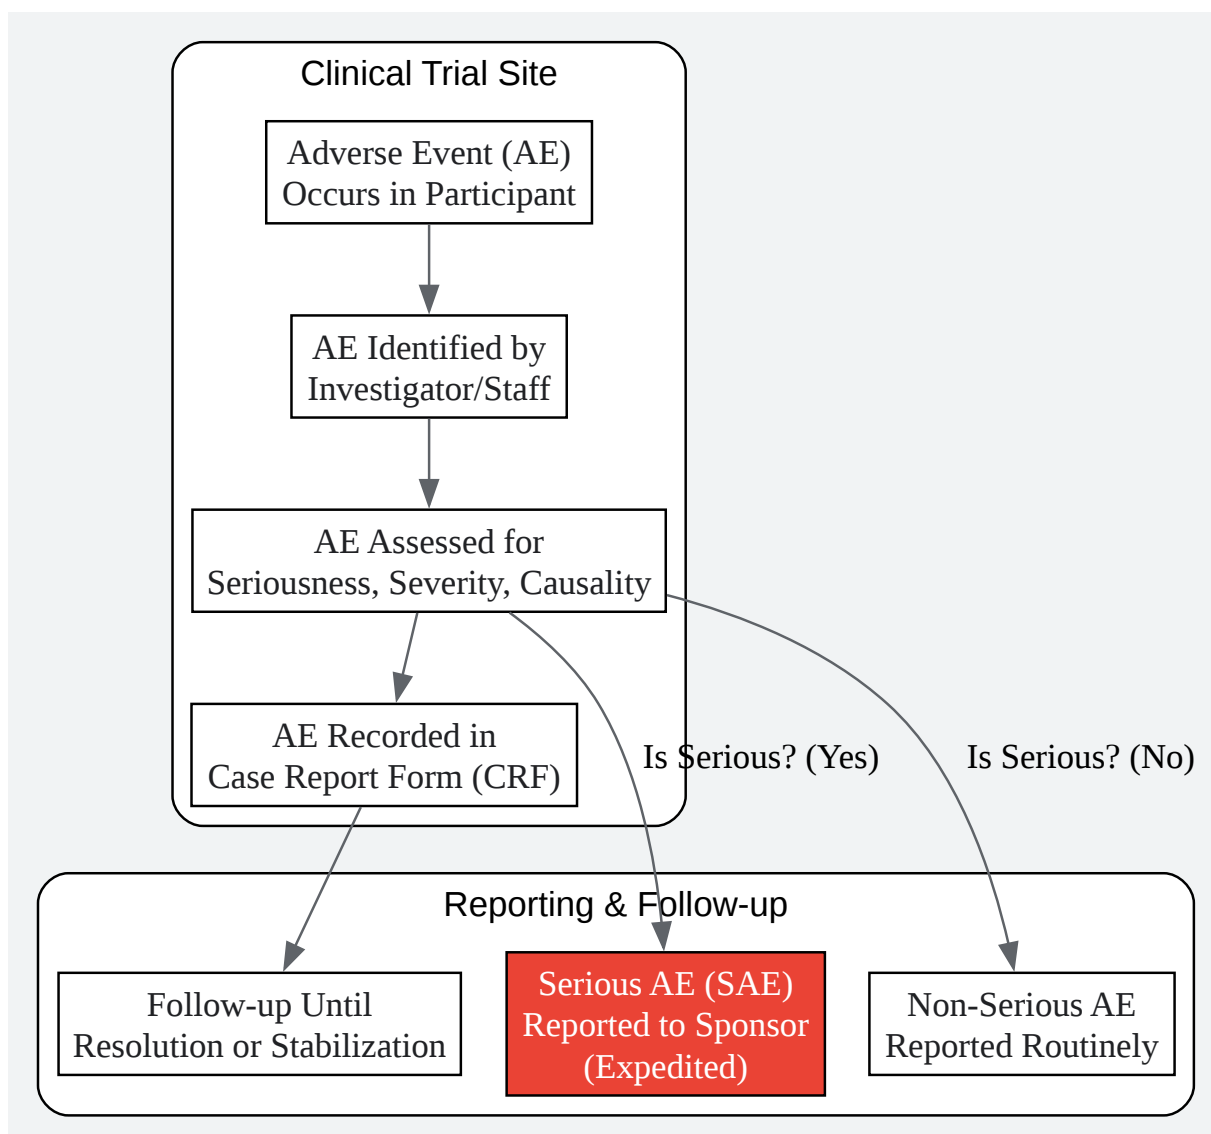 Clinical Trial Site
Adverse Event (AE)
Occurs in Participant
AE Identified by
Investigator/Staff
AE Assessed for
Seriousness, Severity, Causality
AE Recorded in
Case Report Form (CRF)
Is Serious? (Yes)
Is Serious? (No)
Reporting & Follow-up
Follow-up Until
Resolution or Stabilization
Serious AE (SAE)
Reported to Sponsor
(Expedited)
Non-Serious AE
Reported Routinely